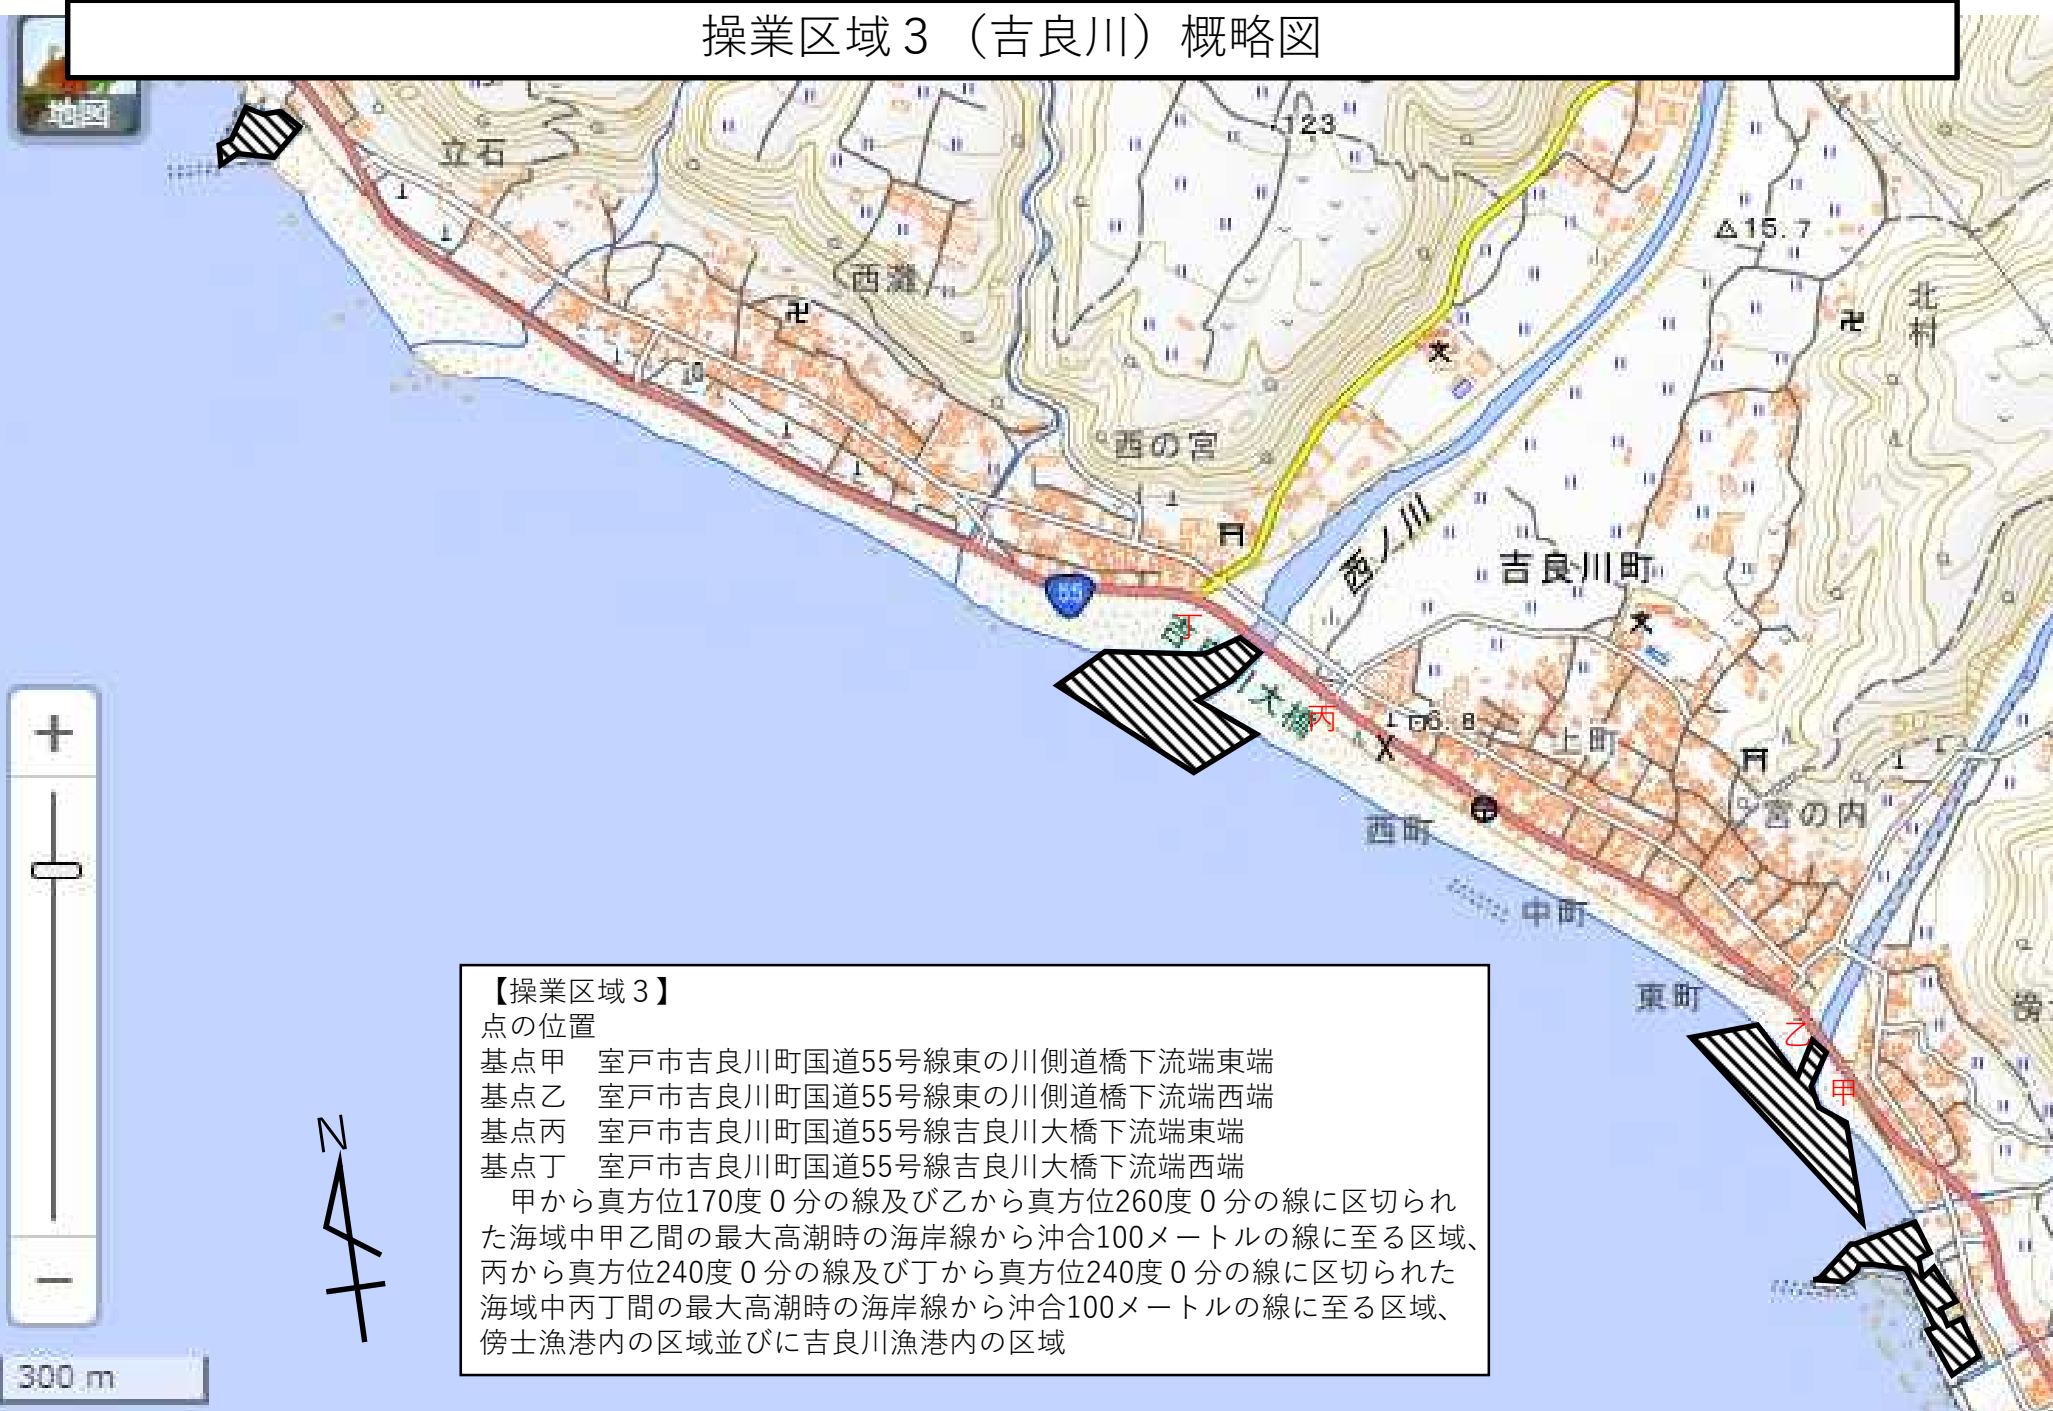 操業区域３（吉良川）概略図
地図
立石
123
△15.7
西灘
北村
10
西の宮
西ノ川
吉良川町
55
丁
川大橋
丙
6.8
上町
宮の内
西町
中町
東町
乙
甲
傍
＋
－
300 m
N
【操業区域３】
点の位置
基点甲　室戸市吉良川町国道55号線東の川側道橋下流端東端
基点乙　室戸市吉良川町国道55号線東の川側道橋下流端西端
基点丙　室戸市吉良川町国道55号線吉良川大橋下流端東端
基点丁　室戸市吉良川町国道55号線吉良川大橋下流端西端
　甲から真方位170度０分の線及び乙から真方位260度０分の線に区切られ
た海域中甲乙間の最大高潮時の海岸線から沖合100メートルの線に至る区域、
丙から真方位240度０分の線及び丁から真方位240度０分の線に区切られた
海域中丙丁間の最大高潮時の海岸線から沖合100メートルの線に至る区域、
傍士漁港内の区域並びに吉良川漁港内の区域